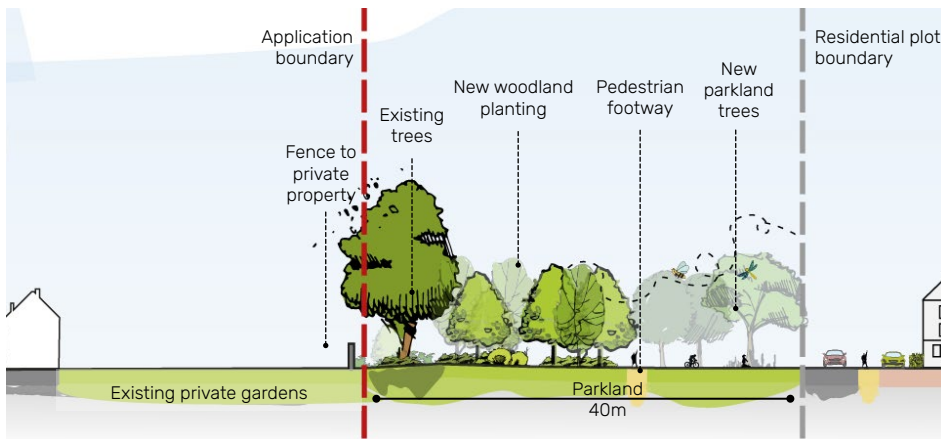 Application
boundary
Residential plot
boundary
New woodland
planting
Pedestrian
footway
New
parkland
trees
Existing
trees
Fence to
private
property
Existing private gardens
Parkland
40m